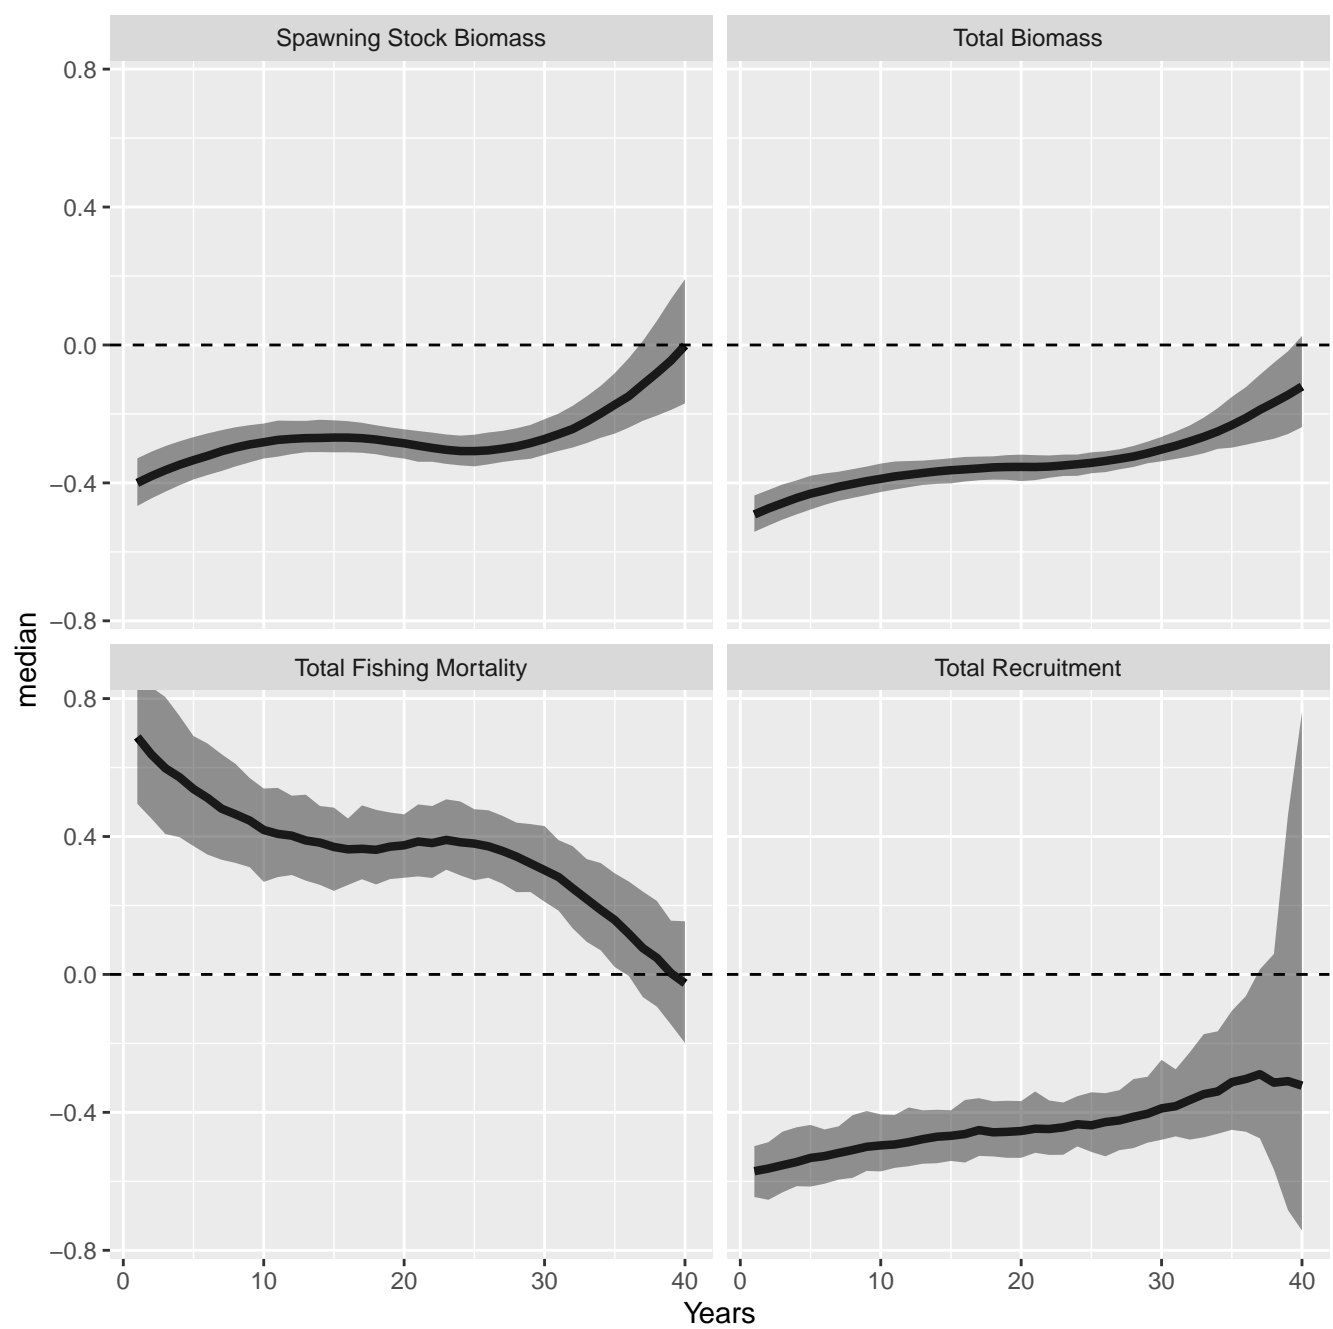 Spawning Stock Biomass
Total Biomass
0.8
0.4
0.0
−0.4
−0.8
median
Total Fishing Mortality
Total Recruitment
0.8
0.4
0.0
−0.4
−0.8
0 10 20 30 40
0 10 20 30 40
Years